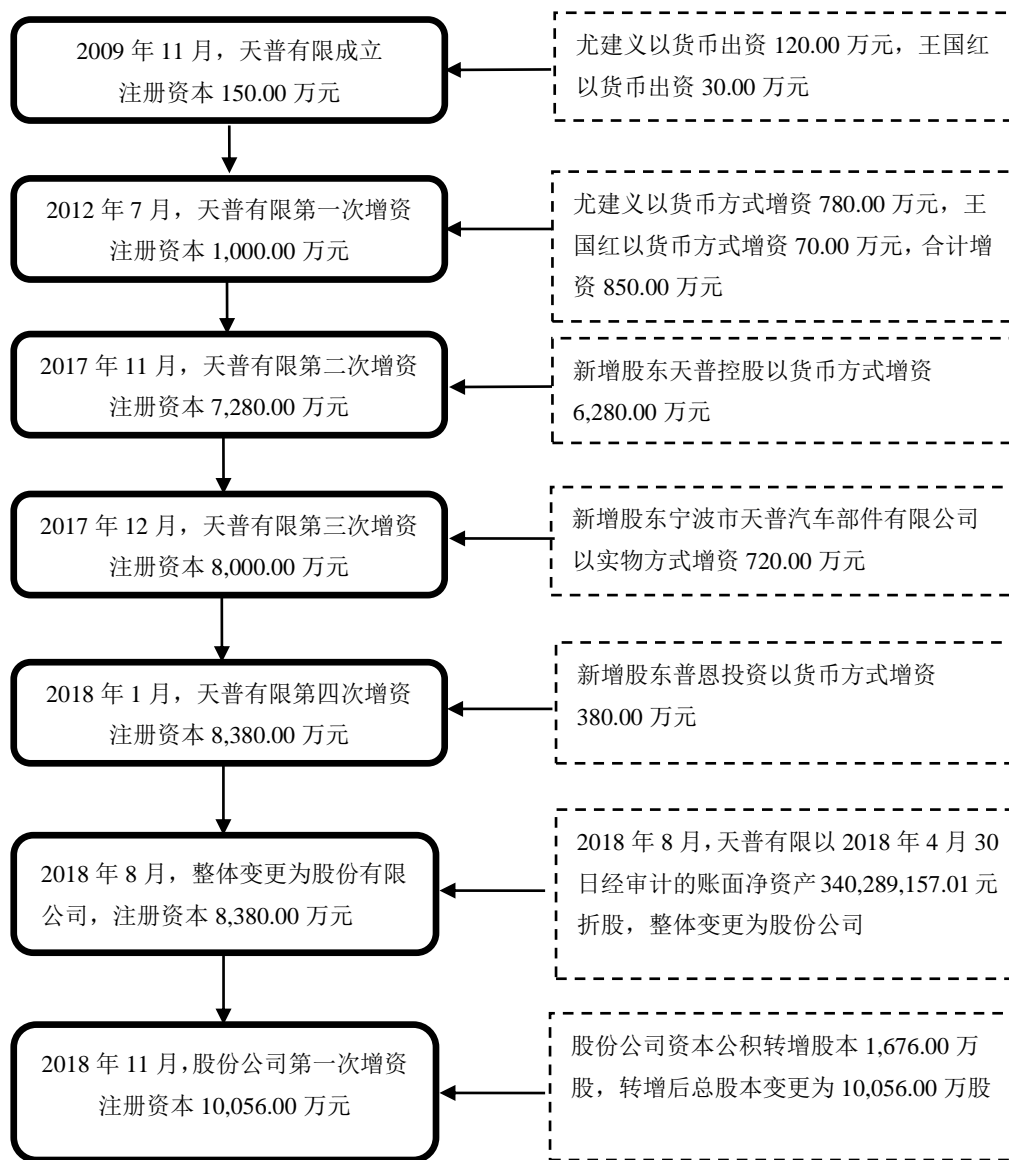 2009 年 11 月，天普有限成立
注册资本 150.00 万元
尤建义以货币出资 120.00 万元，王国红
以货币出资 30.00 万元
2012 年 7 月，天普有限第一次增资
注册资本 1,000.00 万元
尤建义以货币方式增资 780.00 万元，王
国红以货币方式增资 70.00 万元，合计增
资 850.00 万元
2017 年 11 月，天普有限第二次增资
注册资本 7,280.00 万元
新增股东天普控股以货币方式增资
6,280.00 万元
2017 年 12 月，天普有限第三次增资
注册资本 8,000.00 万元
新增股东宁波市天普汽车部件有限公司
以实物方式增资 720.00 万元
2018 年 1 月，天普有限第四次增资
注册资本 8,380.00 万元
新增股东普恩投资以货币方式增资
380.00 万元
2018 年 8 月，整体变更为股份有限
公司，注册资本 8,380.00 万元
2018 年 8 月，天普有限以 2018 年 4 月 30
日经审计的账面净资产 340,289,157.01 元
折股，整体变更为股份公司
2018 年 11 月，股份公司第一次增资
注册资本 10,056.00 万元
股份公司资本公积转增股本 1,676.00 万
股，转增后总股本变更为 10,056.00 万股